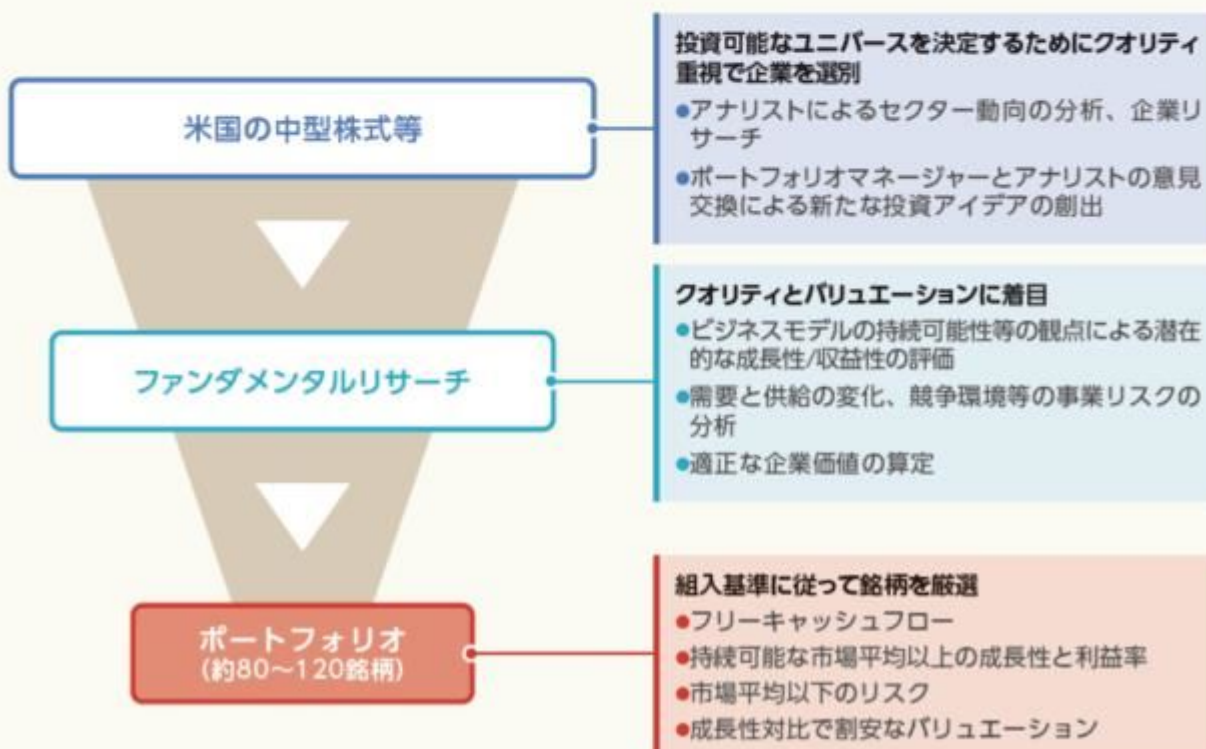 米国の中型株式等
投資可能なユニバースを決定するためにクオリティ
重視で企業を選別
●アナリストによるセクター動向の分析、企業リ
サーチ
●ポートフォリオマネージャーとアナリストの意見
交換による新たな投資アイデアの創出
ファンダメンタルリサーチ
クオリティとバリュエーションに着目
●ビジネスモデルの持続可能性等の観点による潜在
的な成長性/収益性の評価
●需要と供給の変化、競争環境等の事業リスクの
分析
●適正な企業価値の算定
ポートフォリオ
(約80～120銘柄)
組入基準に従って銘柄を厳選
●フリーキャッシュフロー
●持続可能な市場平均以上の成長性と利益率
●市場平均以下のリスク
●成長性対比で割安なバリュエーション